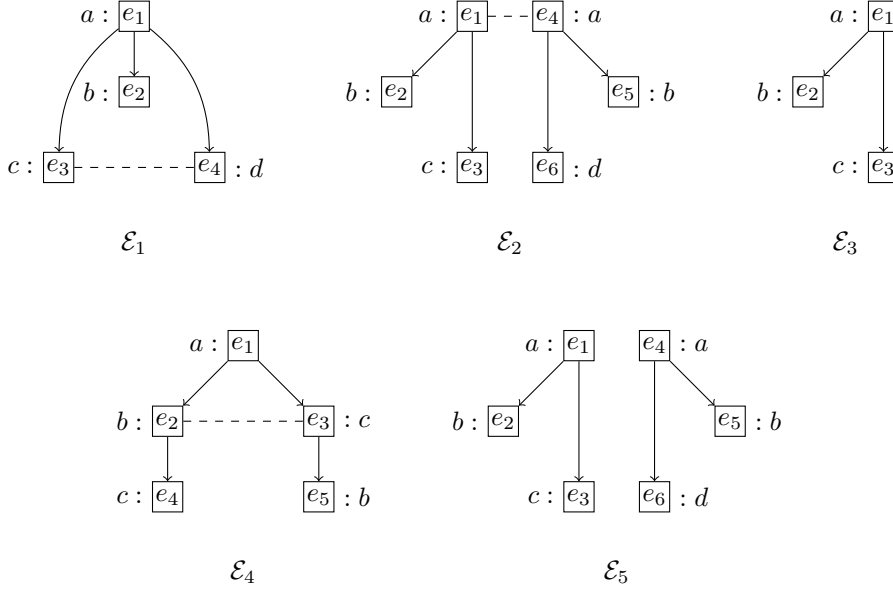 a : e₁ e₁ e₄ : a a : e₁
b : e₂ b : e₂ e₅ : b b : e₂
c : e₃ e₄ : d c : e₃ e₆ : d c : e₃
ℰ₁ ℰ₂ ℰ₃
a : e₁ a : e₁ e₄ : a
b : e₂ e₃ : c b : e₂ e₅ : b
c : e₄ e₅ : b c : e₃ e₆ : d
ℰ₄ ℰ₅